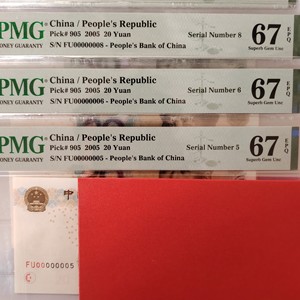 PMG China / People's Republic 67 EPQ
MONEY GUARANTY Pick# 905 2005 20 Yuan Serial Number 8 Superb Gem Unc
S/N FU00000008 - People's Bank of China
PMG China / People's Republic 67 EPQ
MONEY GUARANTY Pick# 905 2005 20 Yuan Serial Number 6 Superb Gem Unc
S/N FU00000006 - People's Bank of China
PMG China / People's Republic 67 EPQ
MONEY GUARANTY Pick# 905 2005 20 Yuan Serial Number 5 Superb Gem Unc
S/N FU00000005 - People's Bank of China
中
FU00000005